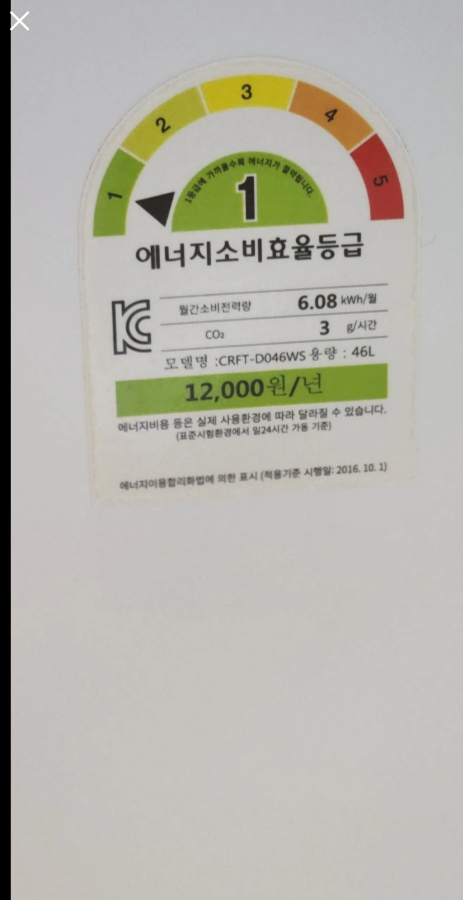 1 2 3 4 5
1등급에 가까울수록 에너지가 절약됩니다.
1
에너지소비효율등급
월간소비전력량 6.08 kWh/월
CO₂ 3 g/시간
모델명 :CRFT-D046WS 용량 : 46L
12,000원/년
에너지비용 등은 실제 사용환경에 따라 달라질 수 있습니다.
(표준시험환경에서 일24시간 가동 기준)
에너지이용합리화법에 의한 표시 (적용기준 시행일: 2016. 10. 1)